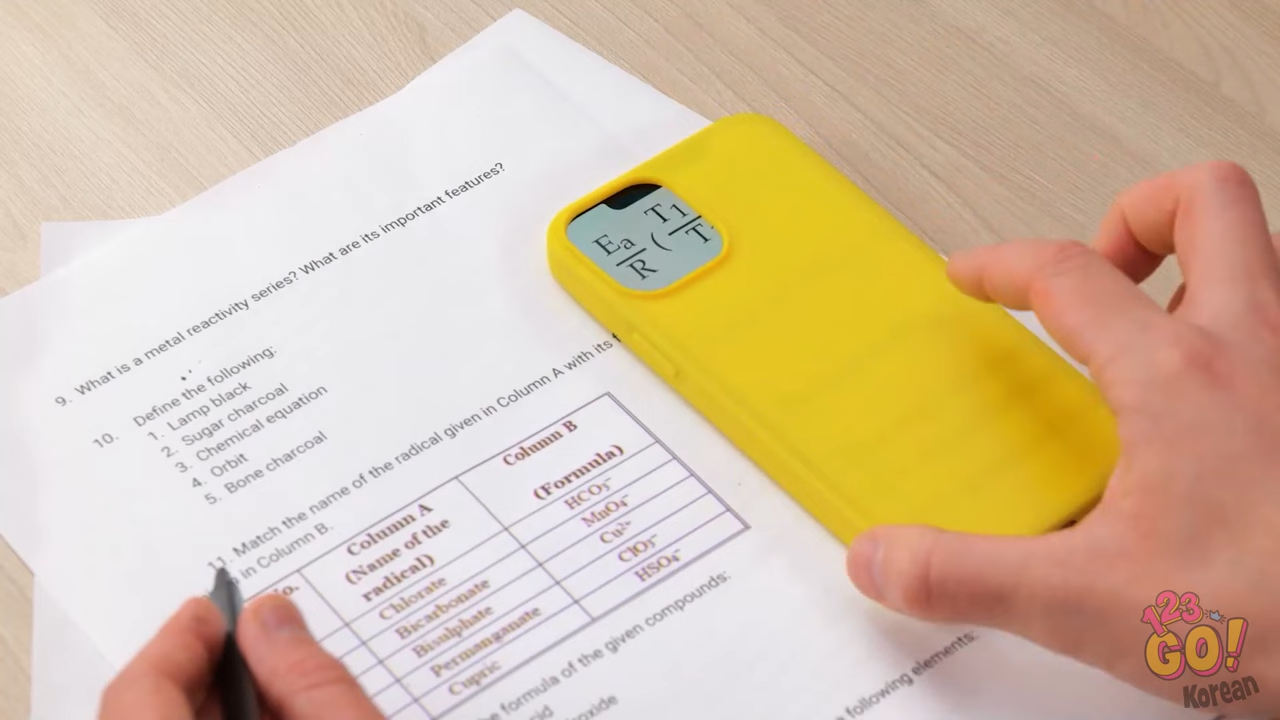 9. What is a metal reactivity series? What are its important features?
10. Define the following:
1. Lamp black
2. Sugar charcoal
3. Chemical equation
4. Orbit
5. Bone charcoal
11. Match the name of the radical given in Column A with its
in Column B.
Column A
(Name of the
radical)
Column B
(Formula)
Chlorate HCO₃⁻
Bicarbonate MnO₄⁻
Bisulphate Cu²⁺
Permanganate ClO₃⁻
Cupric HSO₄⁻
formula of the given compounds:
following elements:
Ea
R
(
T1
T
123
GO!
Korean